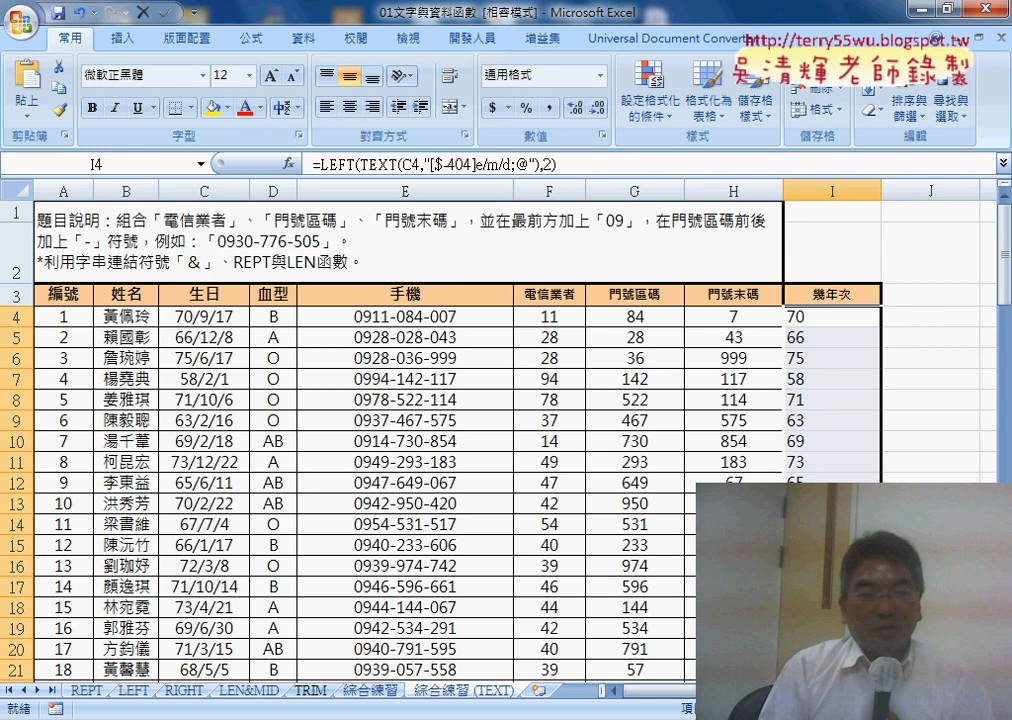 01文字與資料函數 [相容模式] - Microsoft Excel
常用 插入 版面配置 公式 資料 校閱 檢視 開發人員 增益集 Universal Document Convert
http://terry55wu.blogspot.tw
吳清輝老師錄製
貼上 微軟正黑體 12 通用格式 設定格式化的條件 格式化為表格 儲存格樣式 刪除 格式 排序與篩選 尋找與選取
剪貼簿 字型 對齊方式 數值 樣式 儲存格 編輯
I4 fx =LEFT(TEXT(C4,"[$-404]e/m/d;@"),2)
A B C D E F G H I J
1 題目說明：組合「電信業者」、「門號區碼」、「門號末碼」，並在最前方加上「09」，在門號區碼前後
加上「-」符號，例如：「0930-776-505」。
2 *利用字串連結符號「＆」、REPT與LEN函數。
3 編號 姓名 生日 血型 手機 電信業者 門號區碼 門號末碼 幾年次
4 1 黃佩玲 70/9/17 B 0911-084-007 11 84 7 70
5 2 賴國彰 66/12/8 A 0928-028-043 28 28 43 66
6 3 詹琬婷 75/6/17 O 0928-036-999 28 36 999 75
7 4 楊堯典 58/2/1 O 0994-142-117 94 142 117 58
8 5 姜雅琪 71/10/6 O 0978-522-114 78 522 114 71
9 6 陳毅聰 63/2/16 O 0937-467-575 37 467 575 63
10 7 湯千葦 69/2/18 AB 0914-730-854 14 730 854 69
11 8 柯昆宏 73/12/22 A 0949-293-183 49 293 183 73
12 9 李東益 65/6/11 AB 0947-649-067 47 649 67 65
13 10 洪秀芳 70/2/22 AB 0942-950-420 42 950
14 11 梁書維 67/7/4 O 0954-531-517 54 531
15 12 陳沅竹 66/1/17 B 0940-233-606 40 233
16 13 劉珈妤 72/3/8 O 0939-974-742 39 974
17 14 顏逸琪 71/10/14 B 0946-596-661 46 596
18 15 林宛霓 73/4/21 A 0944-144-067 44 144
19 16 郭雅芬 69/6/30 A 0942-534-291 42 534
20 17 方鈞儀 71/3/15 AB 0940-791-595 40 791
21 18 黃馨慧 68/5/5 B 0939-057-558 39 57
REPT LEFT RIGHT LEN&MID TRIM 綜合練習 綜合練習 (TEXT)
就緒